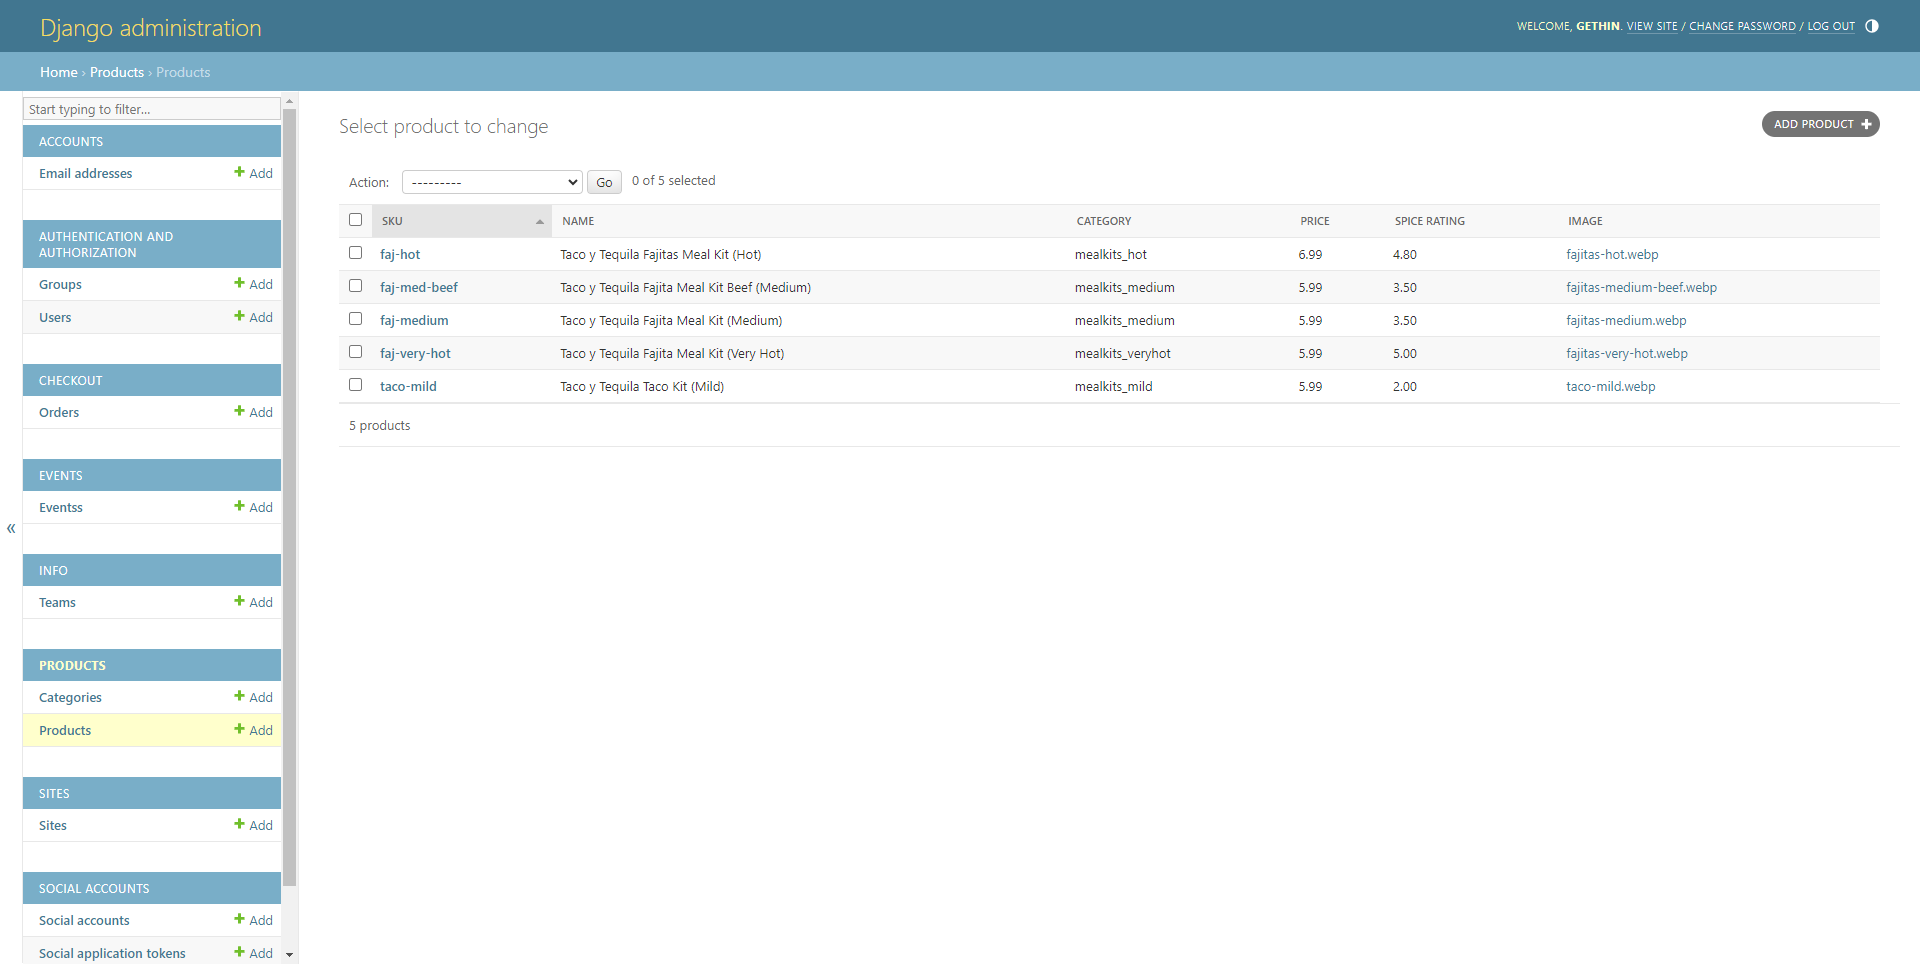 Django administration
WELCOME, GETHIN. VIEW SITE / CHANGE PASSWORD / LOG OUT
Home › Products › Products
Start typing to filter...
ACCOUNTS
Email addresses Add
AUTHENTICATION AND
AUTHORIZATION
Groups Add
Users Add
CHECKOUT
Orders Add
EVENTS
Eventss Add
INFO
Teams Add
PRODUCTS
Categories Add
Products Add
SITES
Sites Add
SOCIAL ACCOUNTS
Social accounts Add
Social application tokens Add
«
Select product to change
ADD PRODUCT
Action: --------- Go 0 of 5 selected
SKU NAME CATEGORY PRICE SPICE RATING IMAGE
faj-hot Taco y Tequila Fajitas Meal Kit (Hot) mealkits_hot 6.99 4.80 fajitas-hot.webp
faj-med-beef Taco y Tequila Fajita Meal Kit Beef (Medium) mealkits_medium 5.99 3.50 fajitas-medium-beef.webp
faj-medium Taco y Tequila Fajita Meal Kit (Medium) mealkits_medium 5.99 3.50 fajitas-medium.webp
faj-very-hot Taco y Tequila Fajita Meal Kit (Very Hot) mealkits_veryhot 5.99 5.00 fajitas-very-hot.webp
taco-mild Taco y Tequila Taco Kit (Mild) mealkits_mild 5.99 2.00 taco-mild.webp
5 products